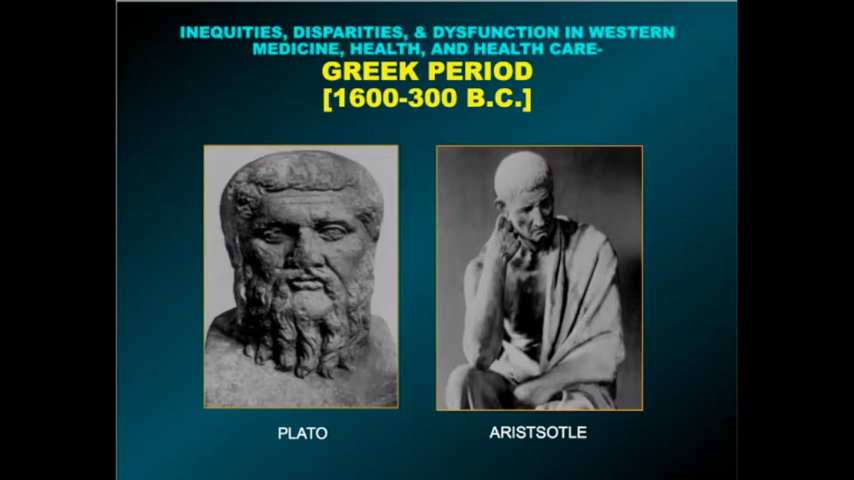 INEQUITIES, DISPARITIES, & DYSFUNCTION IN WESTERN
MEDICINE, HEALTH, AND HEALTH CARE-
GREEK PERIOD
[1600-300 B.C.]
PLATO
ARISTSOTLE